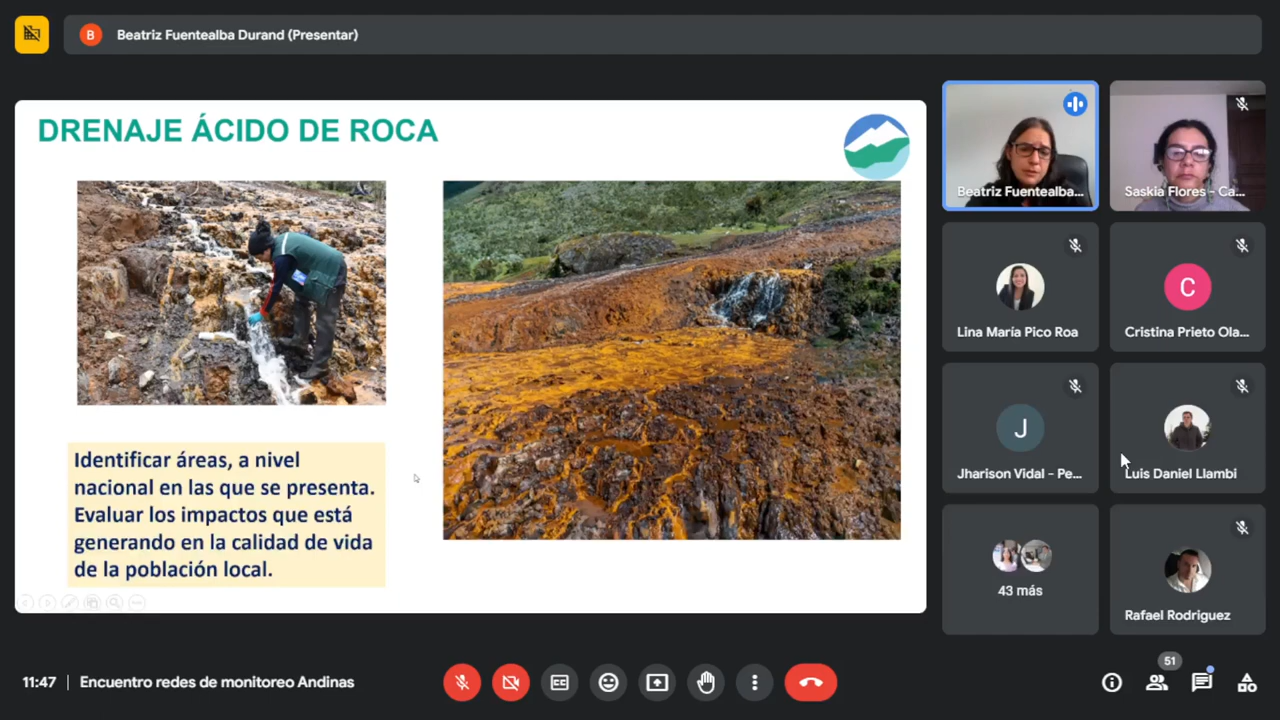 B
Beatriz Fuentealba Durand (Presentar)
DRENAJE ÁCIDO DE ROCA
Identificar áreas, a nivel
nacional en las que se presenta.
Evaluar los impactos que está
generando en la calidad de vida
de la población local.
Beatriz Fuentealba...
Saskia Flores - Ca...
Lina María Pico Roa
C
Cristina Prieto Ola...
J
Jharison Vidal - Pe...
Luis Daniel Llambi
43 más
Rafael Rodriguez
11:47 | Encuentro redes de monitoreo Andinas
51